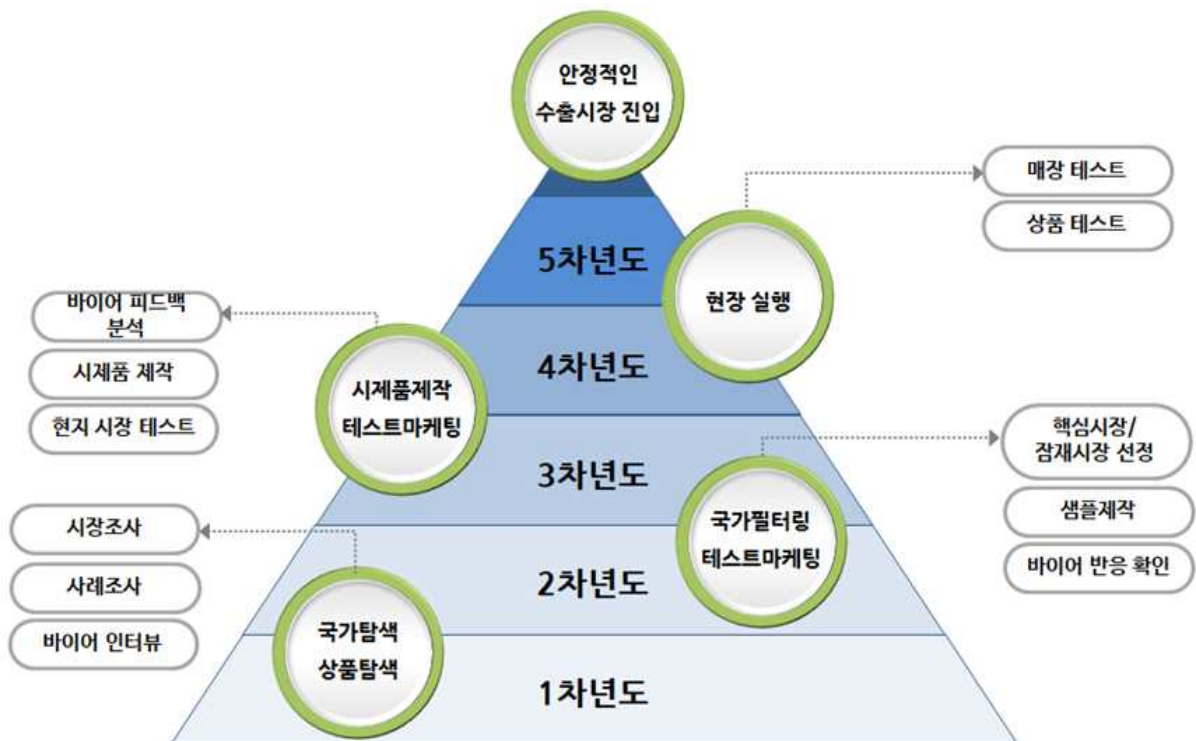 안정적인
수출시장 진입
매장 테스트
상품 테스트
5차년도
현장 실행
바이어 피드백
분석
시제품 제작
현지 시장 테스트
4차년도
시제품제작
테스트마케팅
핵심시장/
잠재시장 선정
샘플제작
바이어 반응 확인
3차년도
국가필터링
테스트마케팅
시장조사
사례조사
바이어 인터뷰
2차년도
국가탐색
상품탐색
1차년도